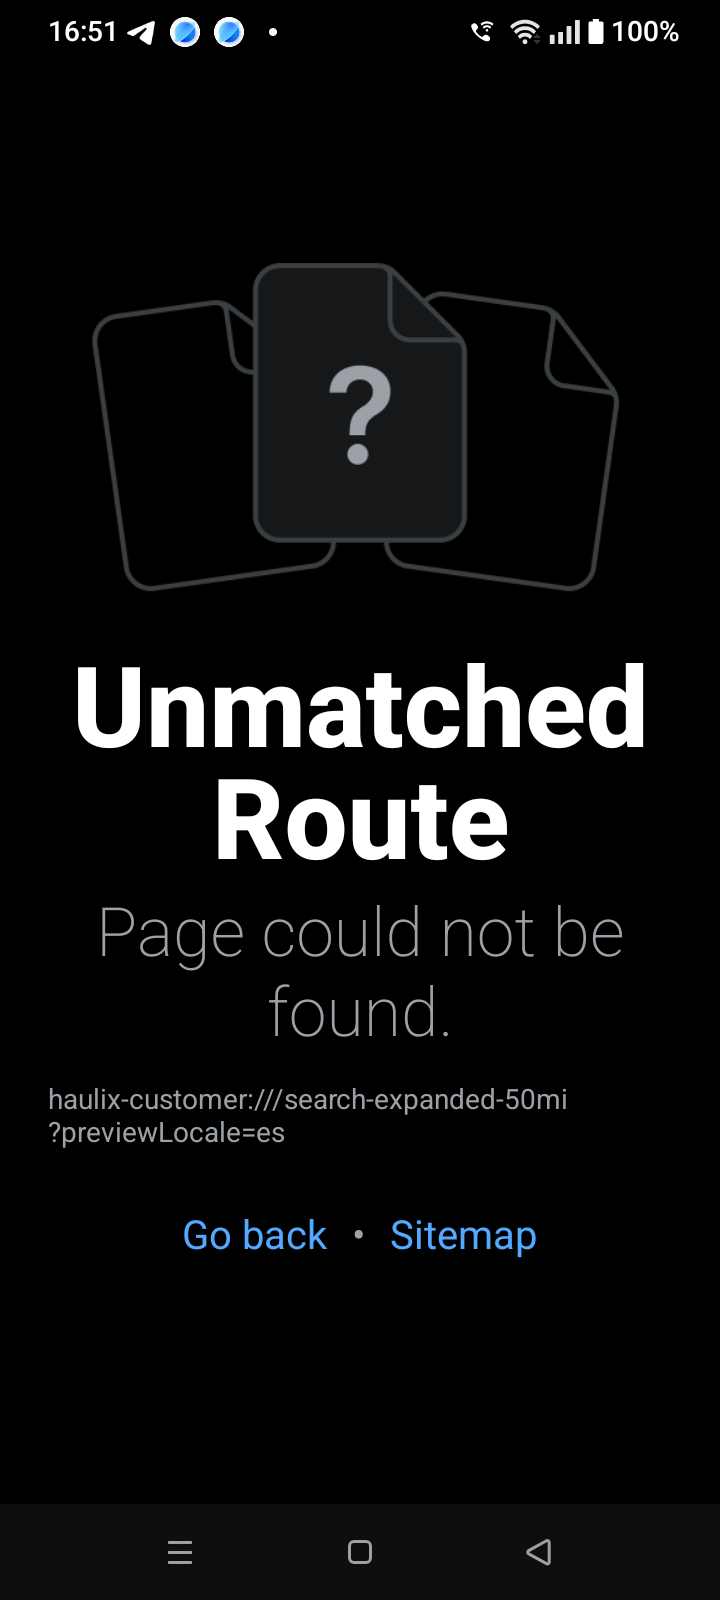 16:51 100%
?
Unmatched
Route
Page could not be
found.
haulix-customer:///search-expanded-50mi
?previewLocale=es
Go back • Sitemap